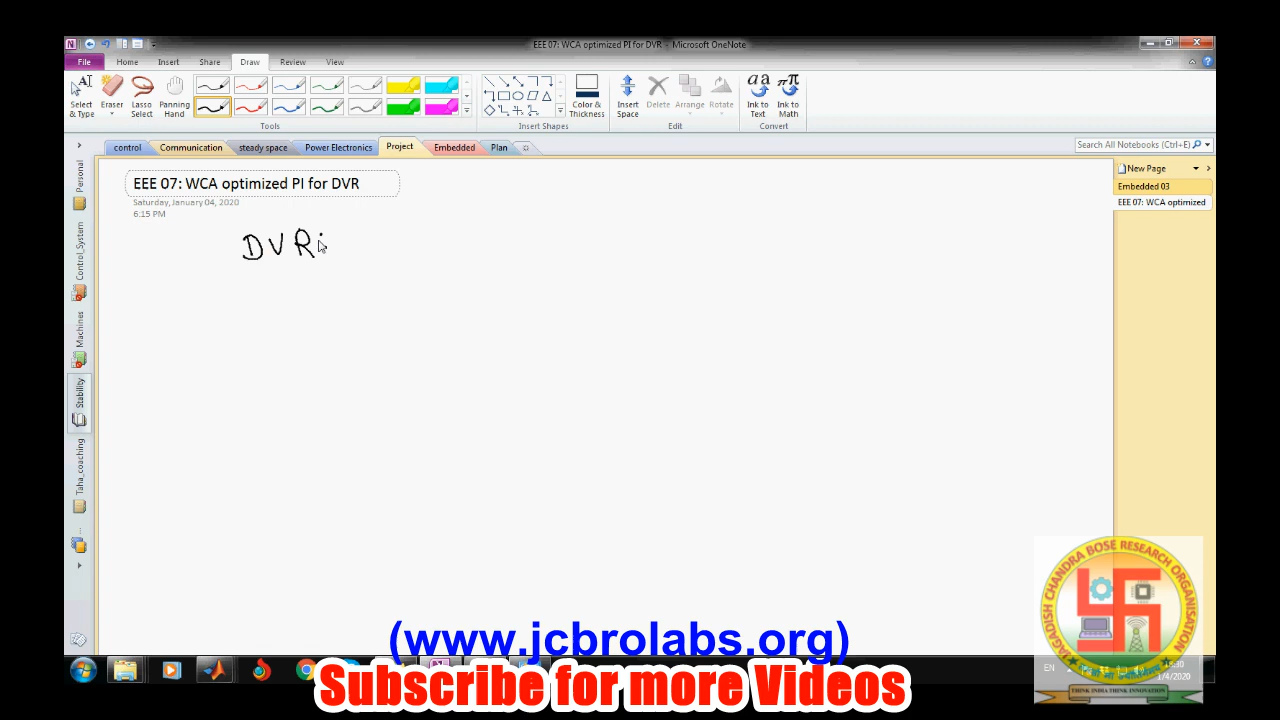 EEE 07: WCA optimized PI for DVR - Microsoft OneNote
File Home Insert Share Draw Review View
Select & Type
Eraser
Lasso Select
Panning Hand
Color & Thickness
Insert Space
Delete
Arrange
Rotate
Ink to Text
Ink to Math
Tools
Insert Shapes
Edit
Convert
control Communication steady space Power Electronics Project Embedded Plan
Search All Notebooks (Ctrl+E)
Personal
Control_System
Machines
Stability
Taha_coaching
EEE 07: WCA optimized PI for DVR
Saturday, January 04, 2020
6:15 PM
DVR
New Page
Embedded 03
EEE 07: WCA optimized
JAGADISH CHANDRA BOSE RESEARCH ORGANISATION
THINK INDIA THINK INNOVATION
EN
1/4/2020
(www.jcbrolabs.org)
Subscribe for more Videos